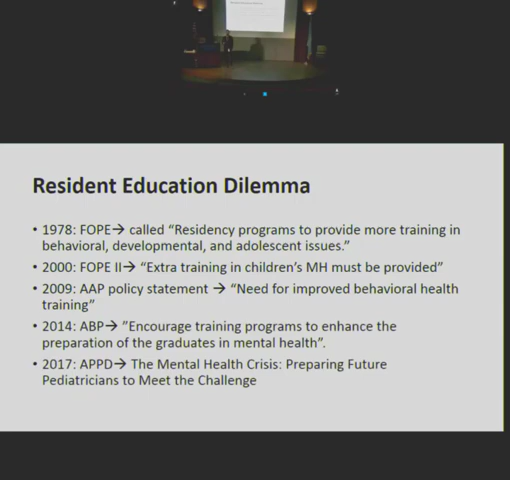 Resident Education Dilemma
• 1978: FOPE→ called “Residency programs to provide more training in
behavioral, developmental, and adolescent issues.”
• 2000: FOPE II→ “Extra training in children’s MH must be provided”
• 2009: AAP policy statement → “Need for improved behavioral health
training”
• 2014: ABP→ ”Encourage training programs to enhance the
preparation of the graduates in mental health”.
• 2017: APPD→ The Mental Health Crisis: Preparing Future
Pediatricians to Meet the Challenge